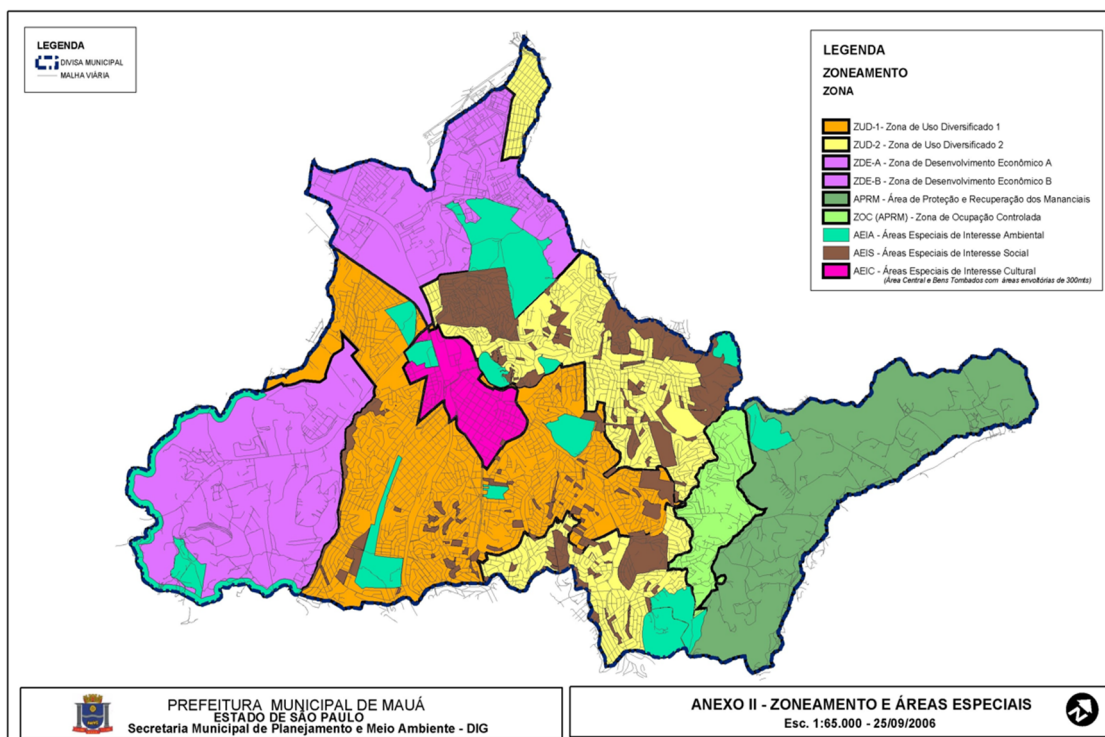 LEGENDA
DIVISA MUNICIPAL
MALHA VIÁRIA
LEGENDA
ZONEAMENTO
ZONA
ZUD-1- Zona de Uso Diversificado 1
ZUD-2 - Zona de Uso Diversificado 2
ZDE-A - Zona de Desenvolvimento Econômico A
ZDE-B - Zona de Desenvolvimento Econômico B
APRM - Área de Proteção e Recuperação dos Mananciais
ZOC (APRM) - Zona de Ocupação Controlada
AEIA - Áreas Especiais de Interesse Ambiental
AEIS - Áreas Especiais de Interesse Social
AEIC - Áreas Especiais de Interesse Cultural
(Área Central e Bens Tombados com áreas envoltórias de 300mts)
PREFEITURA MUNICIPAL DE MAUÁ
ESTADO DE SÃO PAULO
Secretaria Municipal de Planejamento e Meio Ambiente - DIG
ANEXO II - ZONEAMENTO E ÁREAS ESPECIAIS
Esc. 1:65.000 - 25/09/2006